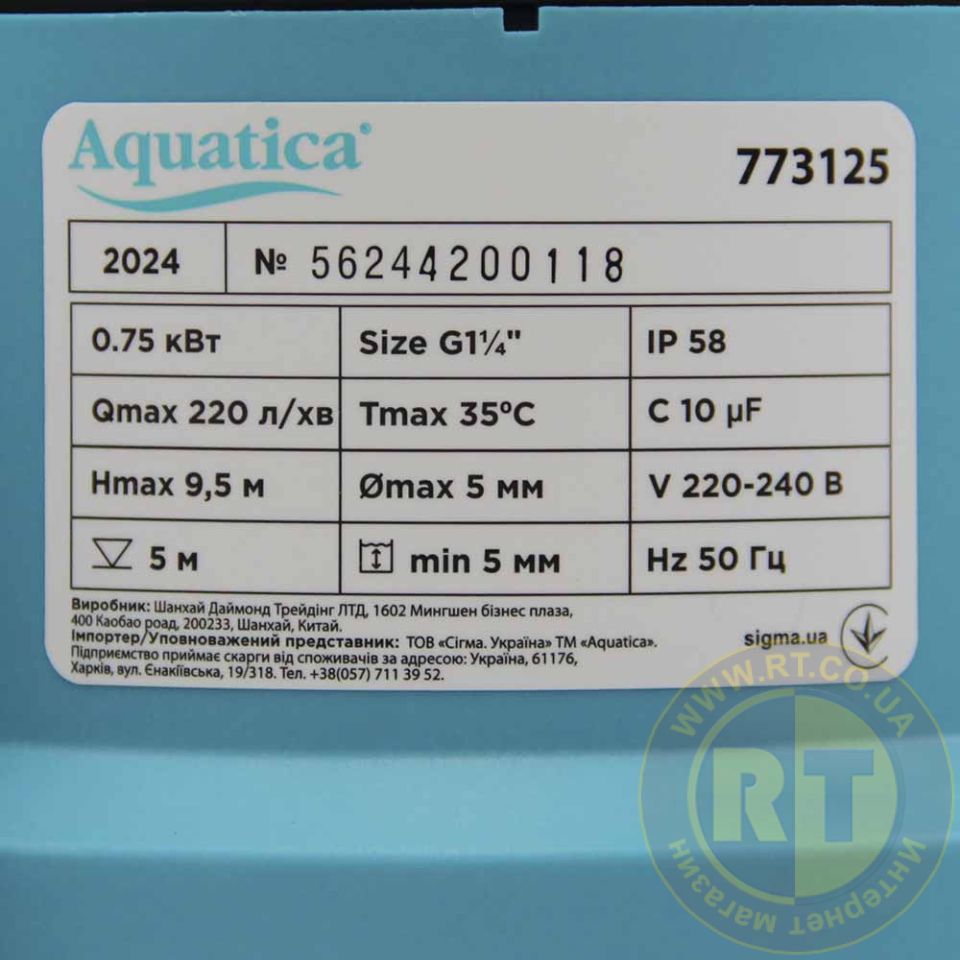 Aquatica®
773125
2024
№ 56244200118
0.75 кВт
Size G1¼"
IP 58
Qmax 220 л/хв
Tmax 35°C
C 10 μF
Hmax 9,5 м
Ømax 5 мм
V 220-240 В
5 м
min 5 мм
Hz 50 Гц
Виробник: Шанхай Даймонд Трейдінг ЛТД, 1602 Мингшен бізнес плаза,
400 Каобао роад, 200233, Шанхай, Китай.
Імпортер/Уповноважений представник: ТОВ «Сігма. Україна» ТМ «Aquatica».
Підприємство приймає скарги від споживачів за адресою: Україна, 61176,
Харків, вул. Єнакіївська, 19/318. Тел. +38(057) 711 39 52.
sigma.ua
WWW.RT.CO.UA
RT
Интернет магазин